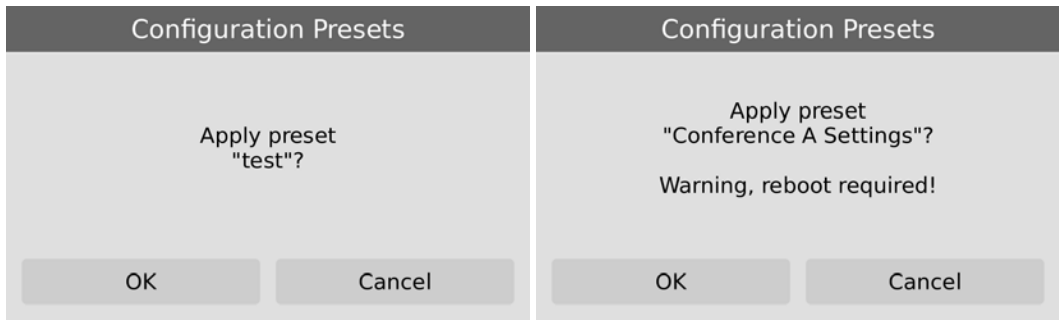 Configuration Presets
Apply preset
"test"?
OK
Cancel
Configuration Presets
Apply preset
"Conference A Settings"?
Warning, reboot required!
OK
Cancel